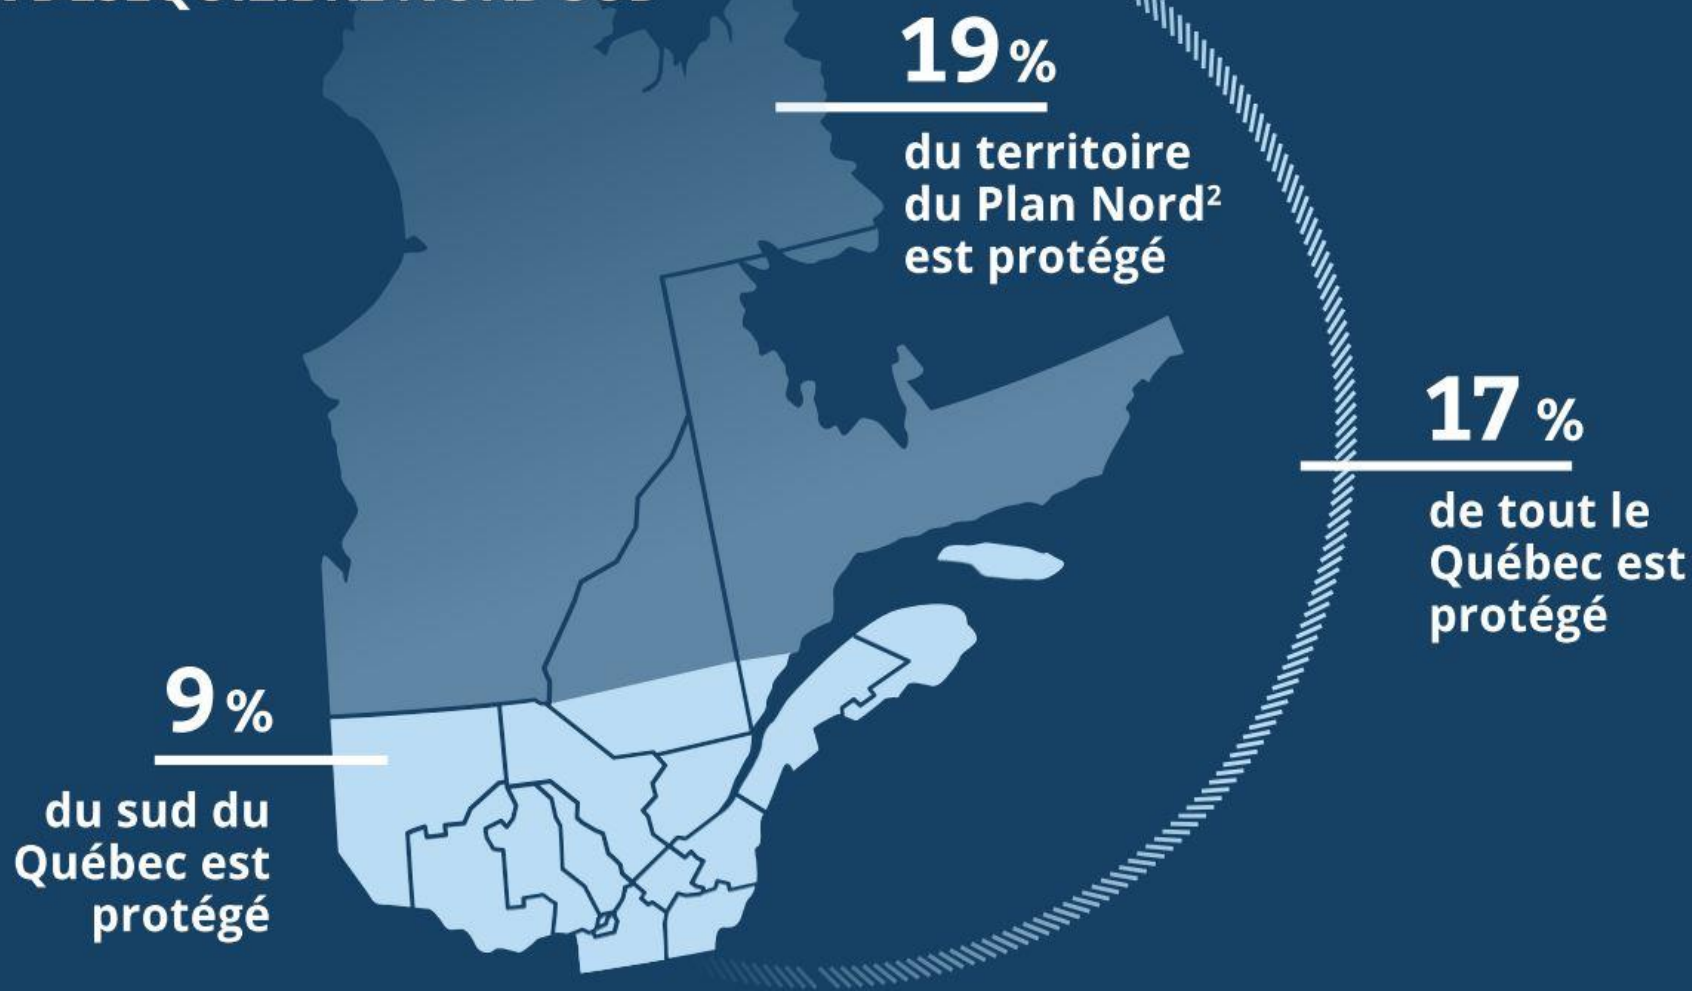 19 %
du territoire
du Plan Nord²
est protégé
17 %
de tout le
Québec est
protégé
9 %
du sud du
Québec est
protégé